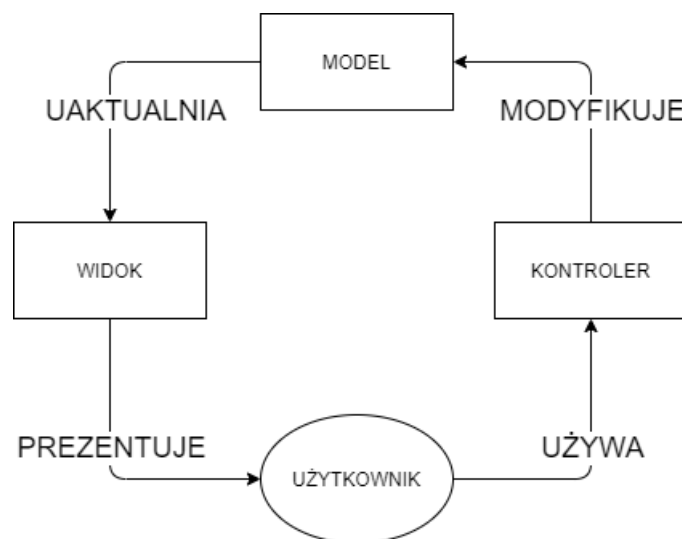 MODEL
UAKTUALNIA
MODYFIKUJE
WIDOK
KONTROLER
PREZENTUJE
UŻYWA
UŻYTKOWNIK